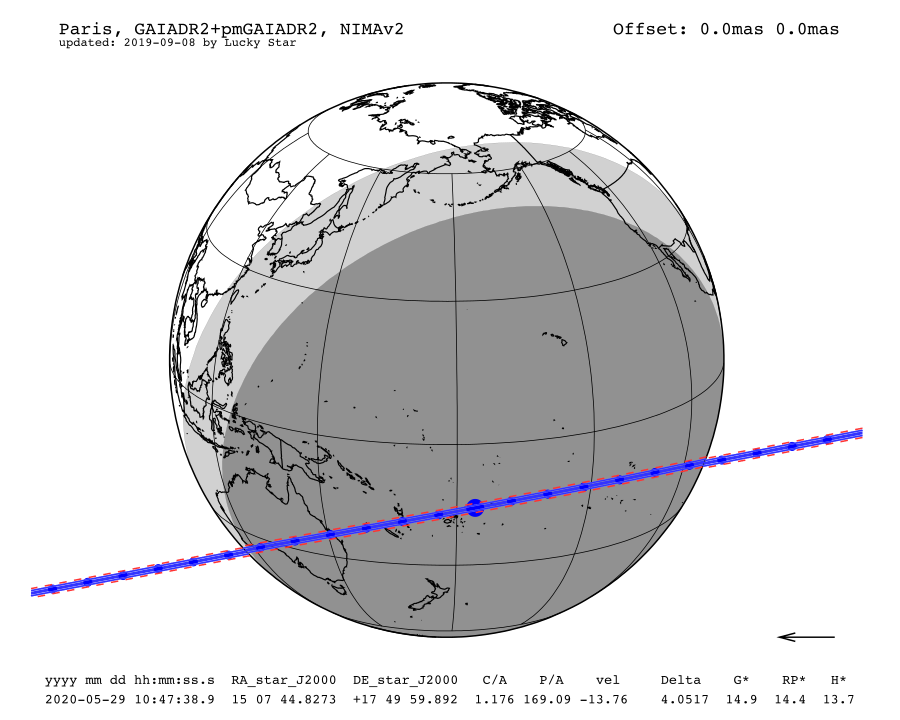 Paris, GAIADR2+pmGAIADR2, NIMAv2 Offset: 0.0mas 0.0mas
updated: 2019-09-08 by Lucky Star
yyyy mm dd hh:mm:ss.s RA_star_J2000 DE_star_J2000 C/A P/A vel Delta G* RP* H*
2020-05-29 10:47:38.9 15 07 44.8273 +17 49 59.892 1.176 169.09 -13.76 4.0517 14.9 14.4 13.7